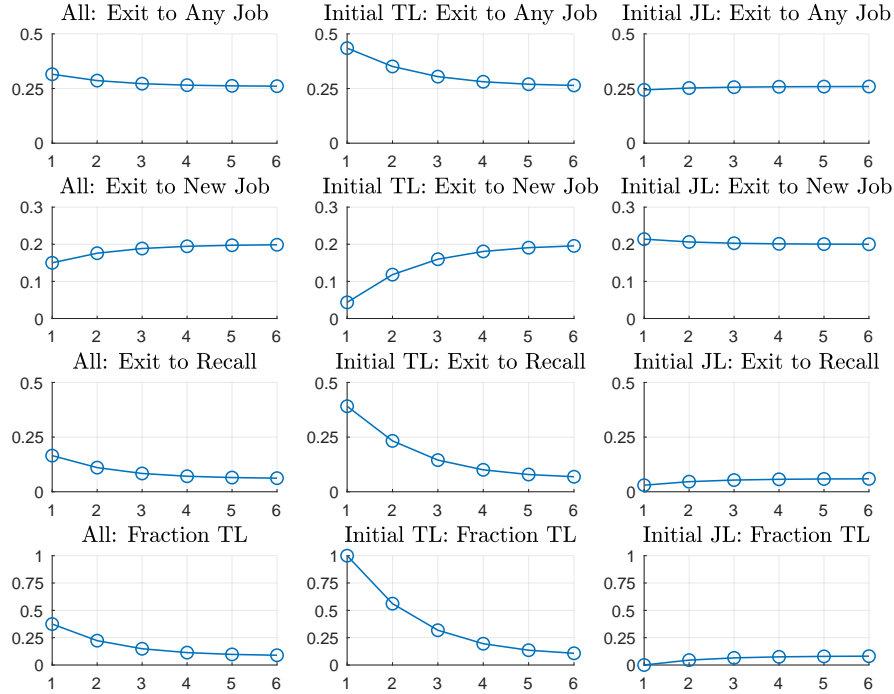 All: Exit to Any Job Initial TL: Exit to Any Job Initial JL: Exit to Any Job
0.5 0.5 0.5
0.25 0.25 0.25
0 0 0
1 2 3 4 5 6 1 2 3 4 5 6 1 2 3 4 5 6
All: Exit to New Job Initial TL: Exit to New Job Initial JL: Exit to New Job
0.3 0.3 0.3
0.2 0.2 0.2
0.1 0.1 0.1
0 0 0
1 2 3 4 5 6 1 2 3 4 5 6 1 2 3 4 5 6
All: Exit to Recall Initial TL: Exit to Recall Initial JL: Exit to Recall
0.5 0.5 0.5
0.25 0.25 0.25
0 0 0
1 2 3 4 5 6 1 2 3 4 5 6 1 2 3 4 5 6
All: Fraction TL Initial TL: Fraction TL Initial JL: Fraction TL
1 1 1
0.75 0.75 0.75
0.5 0.5 0.5
0.25 0.25 0.25
0 0 0
1 2 3 4 5 6 1 2 3 4 5 6 1 2 3 4 5 6